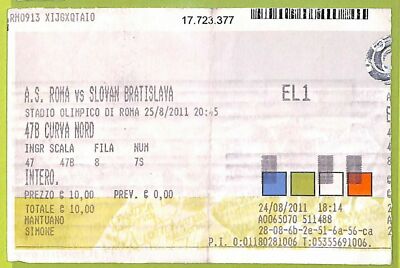 RM0913 XIJGXQTAIO
17.723.377
A.S. ROMA vs SLOVAN BRATISLAVA
EL1
STADIO OLIMPICO DI ROMA 25/8/2011 20:45
47B CURVA NORD
INGR SCALA FILA NUM
47 47B 8 7S
INTERO.
PREZZO € 10,00 PREV. € 0,00
TOTALE € 10,00
24/08/2011 18:14
MANTUANO
A0065070 511488
SIMONE
28-08-6b-2e-51-6a-56-ca
P.I. 0:01180281006 T:05355691006.